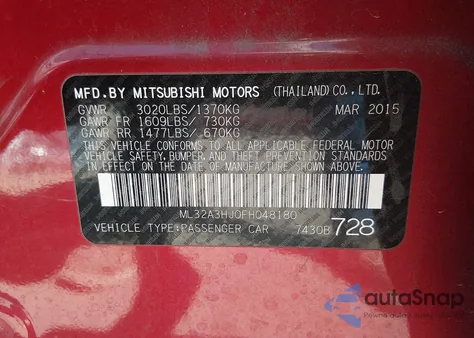 MFD.BY MITSUBISHI MOTORS (THAILAND) CO., LTD.
GVWR 3020LBS/1370KG MAR 2015
GAWR FR 1609LBS/ 730KG
GAWR RR 1477LBS/ 670KG
THIS VEHICLE CONFORMS TO ALL APPLICABLE FEDERAL MOTOR
VEHICLE SAFETY, BUMPER, AND THEFT PREVENTION STANDARDS
IN EFFECT ON THE DATE OF MANUFACTURE SHOWN ABOVE.
ML32A3HJ0FH048180
VEHICLE TYPE:PASSENGER CAR 7430B 728
autoSnap